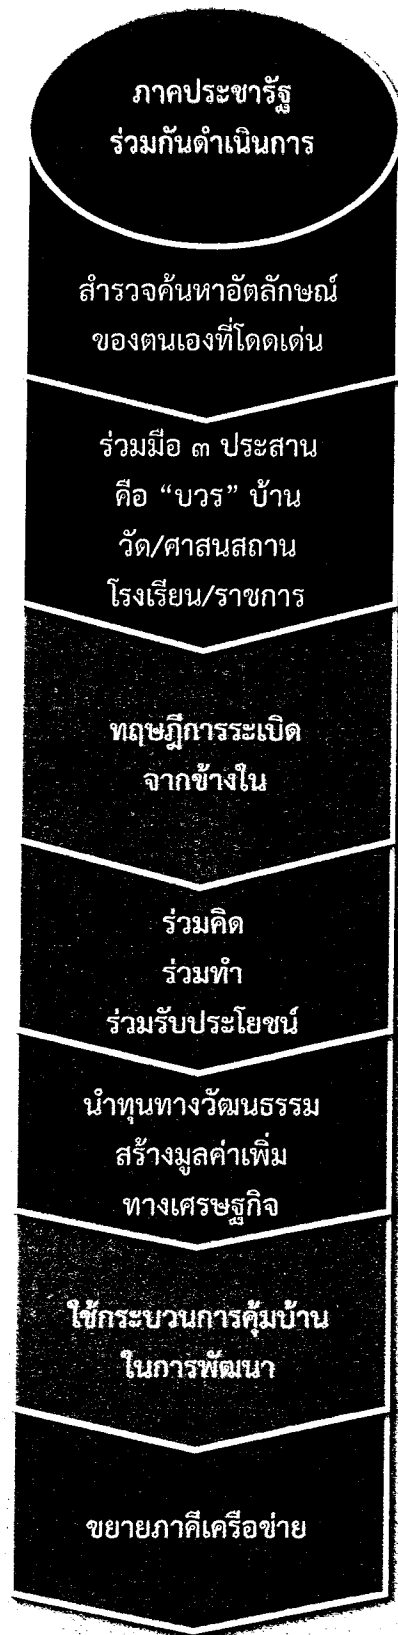 ภาคประชารัฐ
ร่วมกันดำเนินการ
สำรวจค้นหาอัตลักษณ์
ของตนเองที่โดดเด่น
ร่วมมือ ๓ ประสาน
คือ “บวร” บ้าน
วัด/ศาสนสถาน
โรงเรียน/ราชการ
ทฤษฎีการระเบิด
จากข้างใน
ร่วมคิด
ร่วมทำ
ร่วมรับประโยชน์
นำทุนทางวัฒนธรรม
สร้างมูลค่าเพิ่ม
ทางเศรษฐกิจ
ใช้กระบวนการคุ้มบ้าน
ในการพัฒนา
ขยายภาคีเครือข่าย